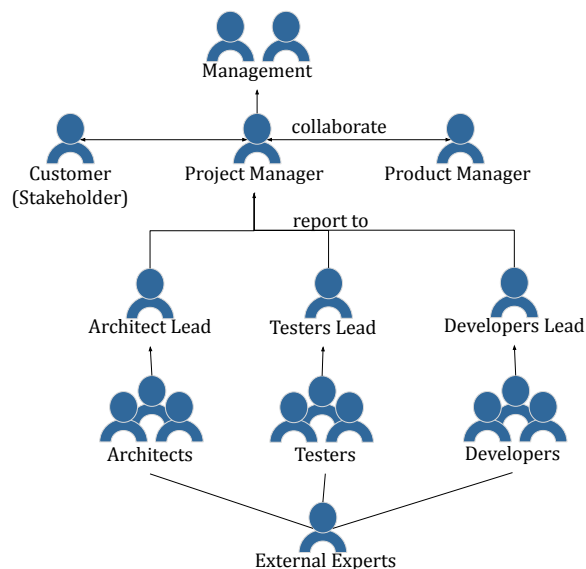 Management
collaborate
Customer
(Stakeholder)
Project Manager
Product Manager
report to
Architect Lead
Testers Lead
Developers Lead
Architects
Testers
Developers
External Experts